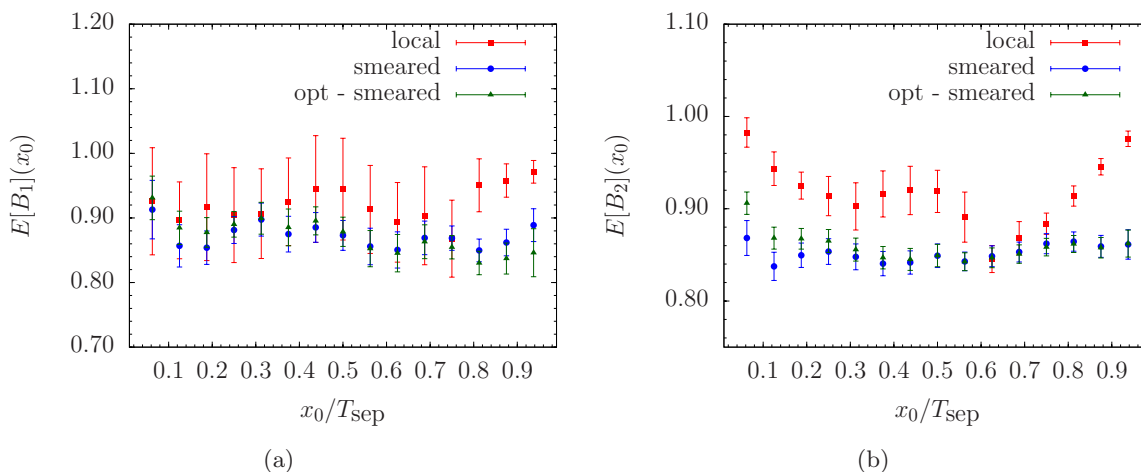 1.20
1.10
1.00
0.90
0.80
0.70
E[B₁](x₀)
local
smeared
opt - smeared
0.1 0.2 0.3 0.4 0.5 0.6 0.7 0.8 0.9
x₀/T_sep
(a)
1.10
1.00
0.90
0.80
E[B₂](x₀)
local
smeared
opt - smeared
0.1 0.2 0.3 0.4 0.5 0.6 0.7 0.8 0.9
x₀/T_sep
(b)